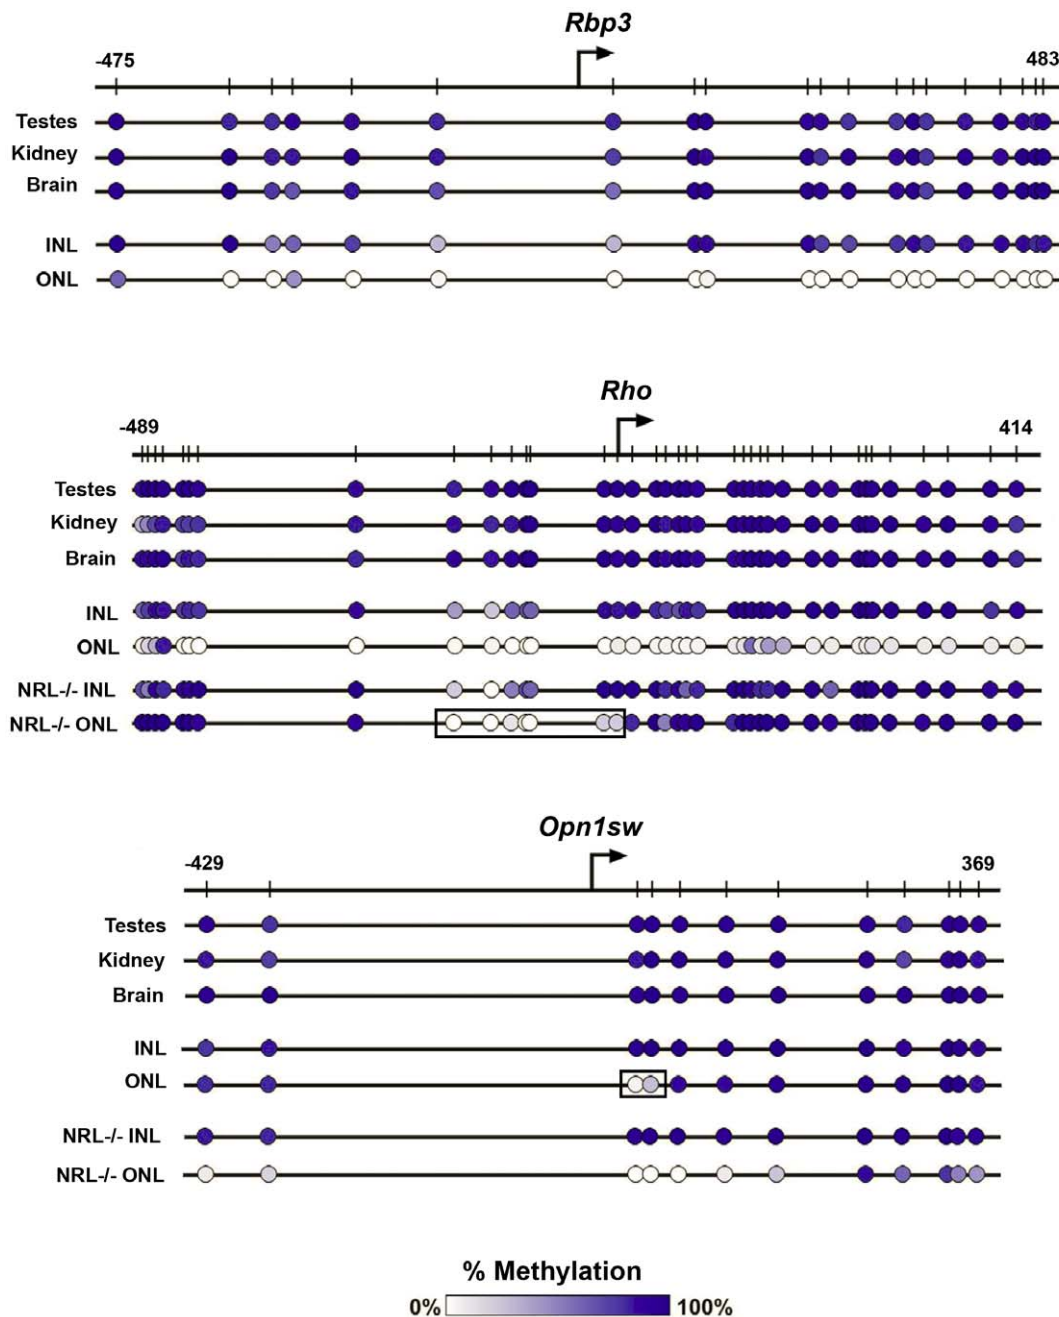 Rbp3
-475 483
Testes
Kidney
Brain
INL
ONL
Rho
-489 414
Testes
Kidney
Brain
INL
ONL
NRL-/- INL
NRL-/- ONL
Opn1sw
-429 369
Testes
Kidney
Brain
INL
ONL
NRL-/- INL
NRL-/- ONL
% Methylation
0% 100%